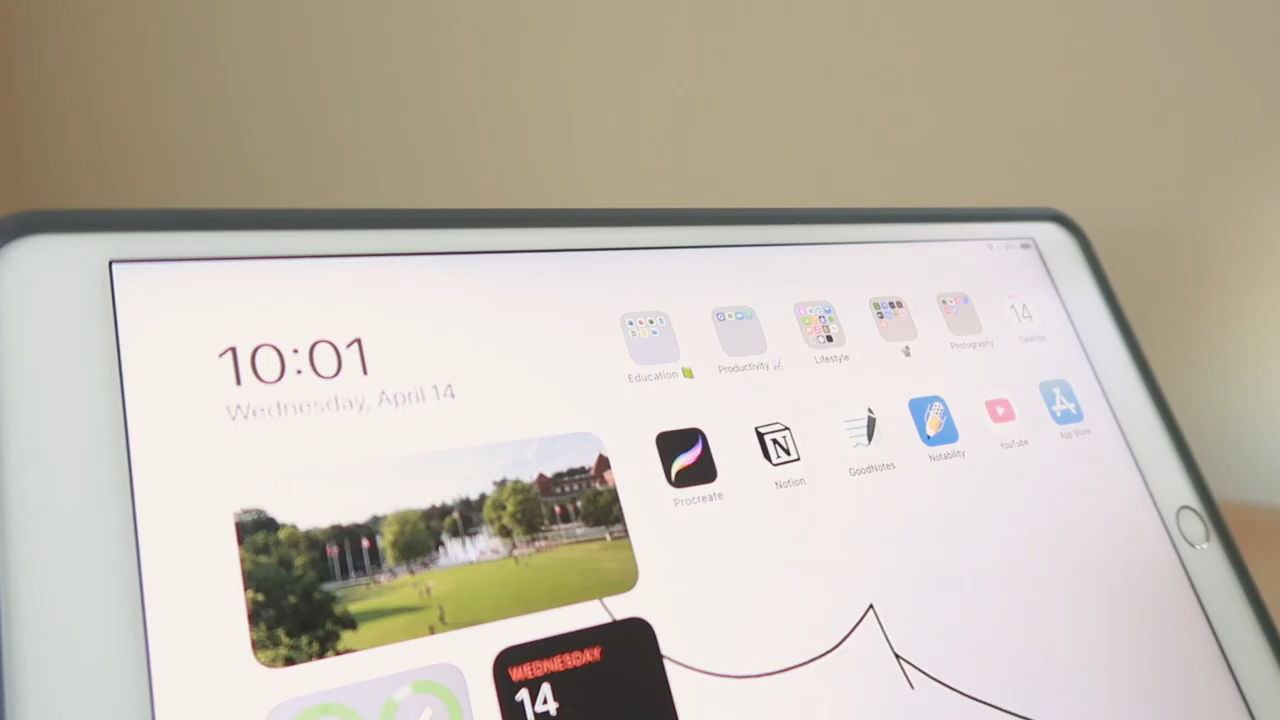 10:01
Wednesday, April 14
Education
Productivity
Lifestyle
Photography
14
Calendar
Procreate
N
Notion
GoodNotes
Notability
YouTube
App Store
WEDNESDAY
14